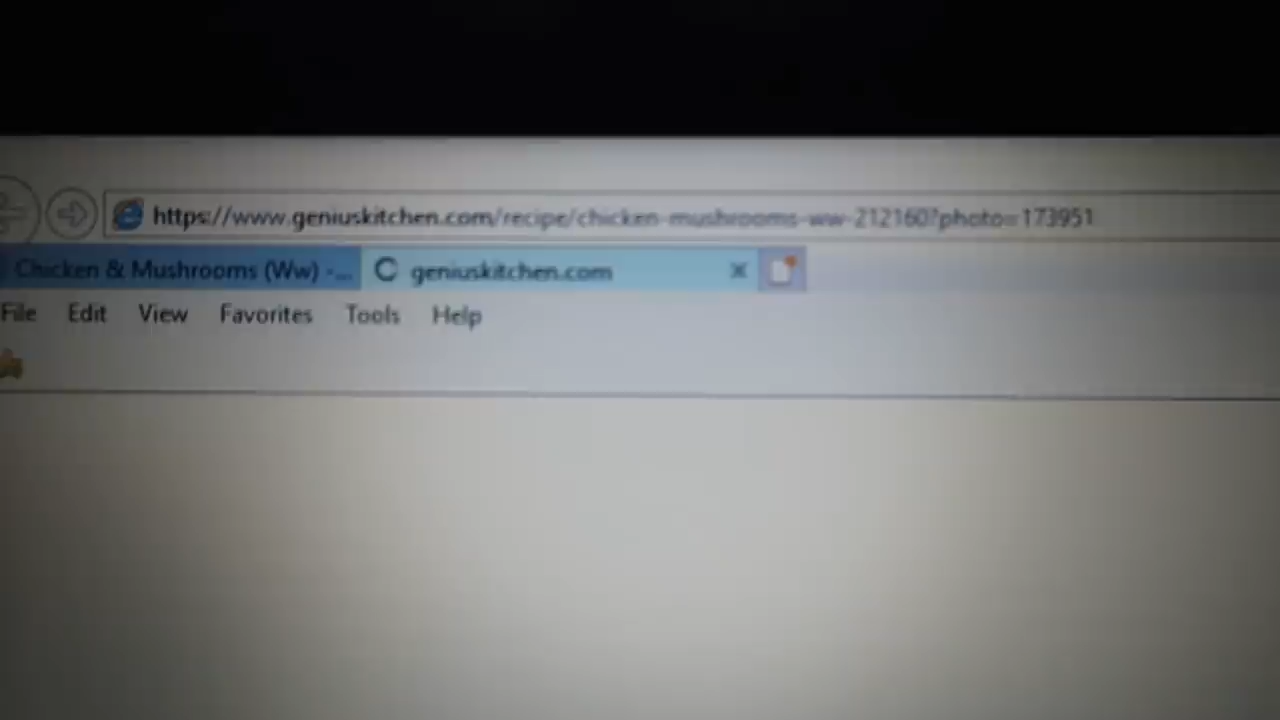 https://www.geniuskitchen.com/recipe/chicken-mushrooms-ww-212160?photo=173951
Chicken & Mushrooms (Ww) -... geniuskitchen.com
File Edit View Favorites Tools Help